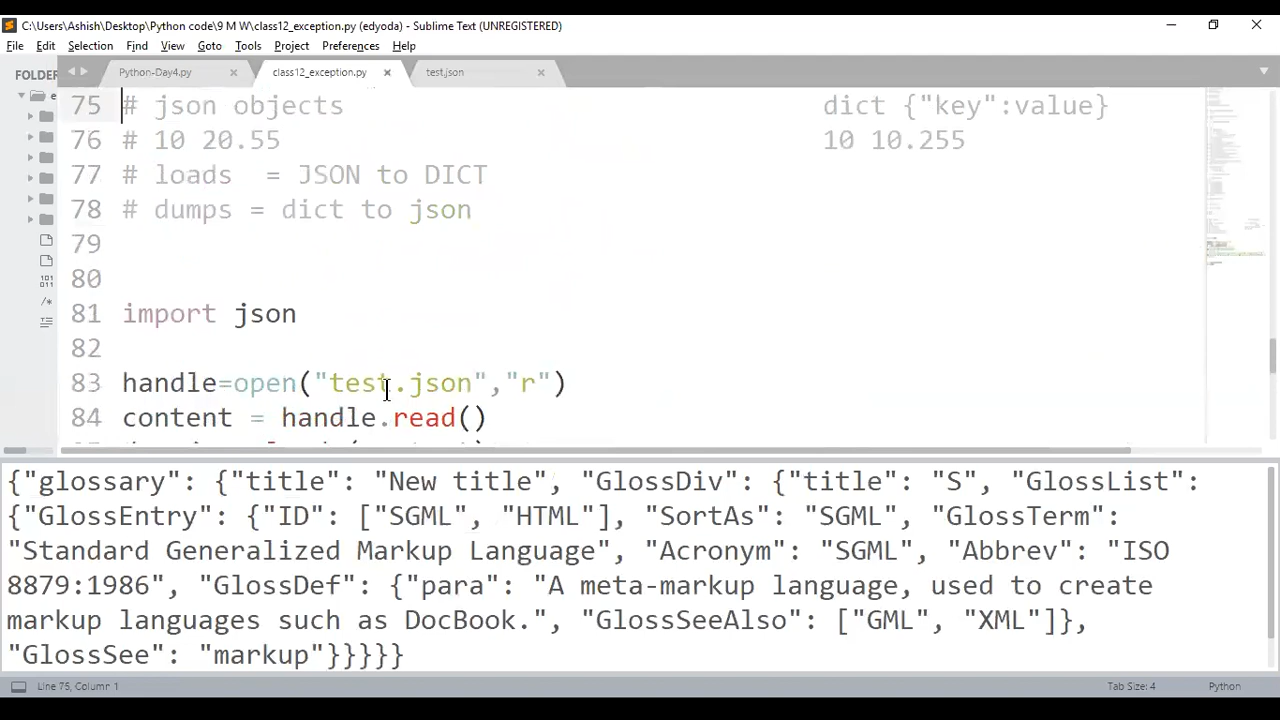 C:\Users\Ashish\Desktop\Python code\9 M W\class12_exception.py (edyoda) - Sublime Text (UNREGISTERED)
File Edit Selection Find View Goto Tools Project Preferences Help
FOLDER Python-Day4.py class12_exception.py test.json
75 # json objects dict {"key":value}
76 # 10 20.55 10 10.255
77 # loads = JSON to DICT
78 # dumps = dict to json
79
80
81 import json
82
83 handle=open("test.json","r")
84 content = handle.read()
{"glossary": {"title": "New title", "GlossDiv": {"title": "S", "GlossList":
{"GlossEntry": {"ID": ["SGML", "HTML"], "SortAs": "SGML", "GlossTerm":
"Standard Generalized Markup Language", "Acronym": "SGML", "Abbrev": "ISO
8879:1986", "GlossDef": {"para": "A meta-markup language, used to create
markup languages such as DocBook.", "GlossSeeAlso": ["GML", "XML"]},
"GlossSee": "markup"}}}}}
Line 75, Column 1 Tab Size: 4 Python